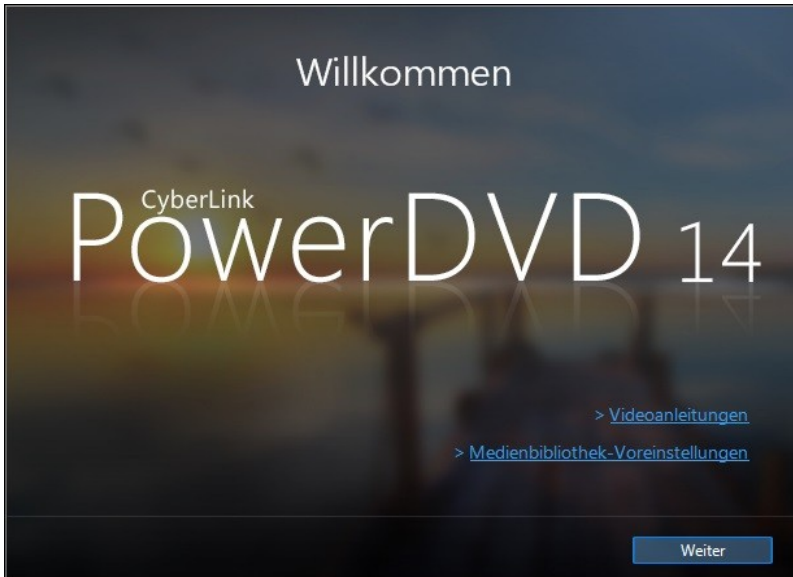 Willkommen
CyberLink
PowerDVD 14
> Videoanleitungen
> Medienbibliothek-Voreinstellungen
Weiter